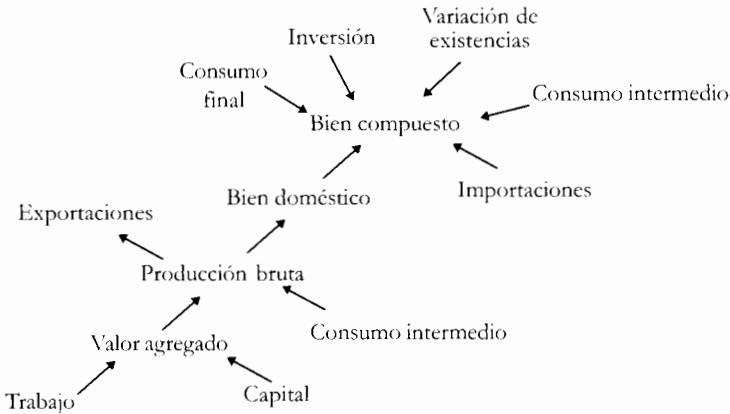 Variación de
existencias
Inversión
Consumo
final
Consumo intermedio
Bien compuesto
Importaciones
Bien doméstico
Exportaciones
Producción bruta
Consumo intermedio
Valor agregado
Capital
Trabajo